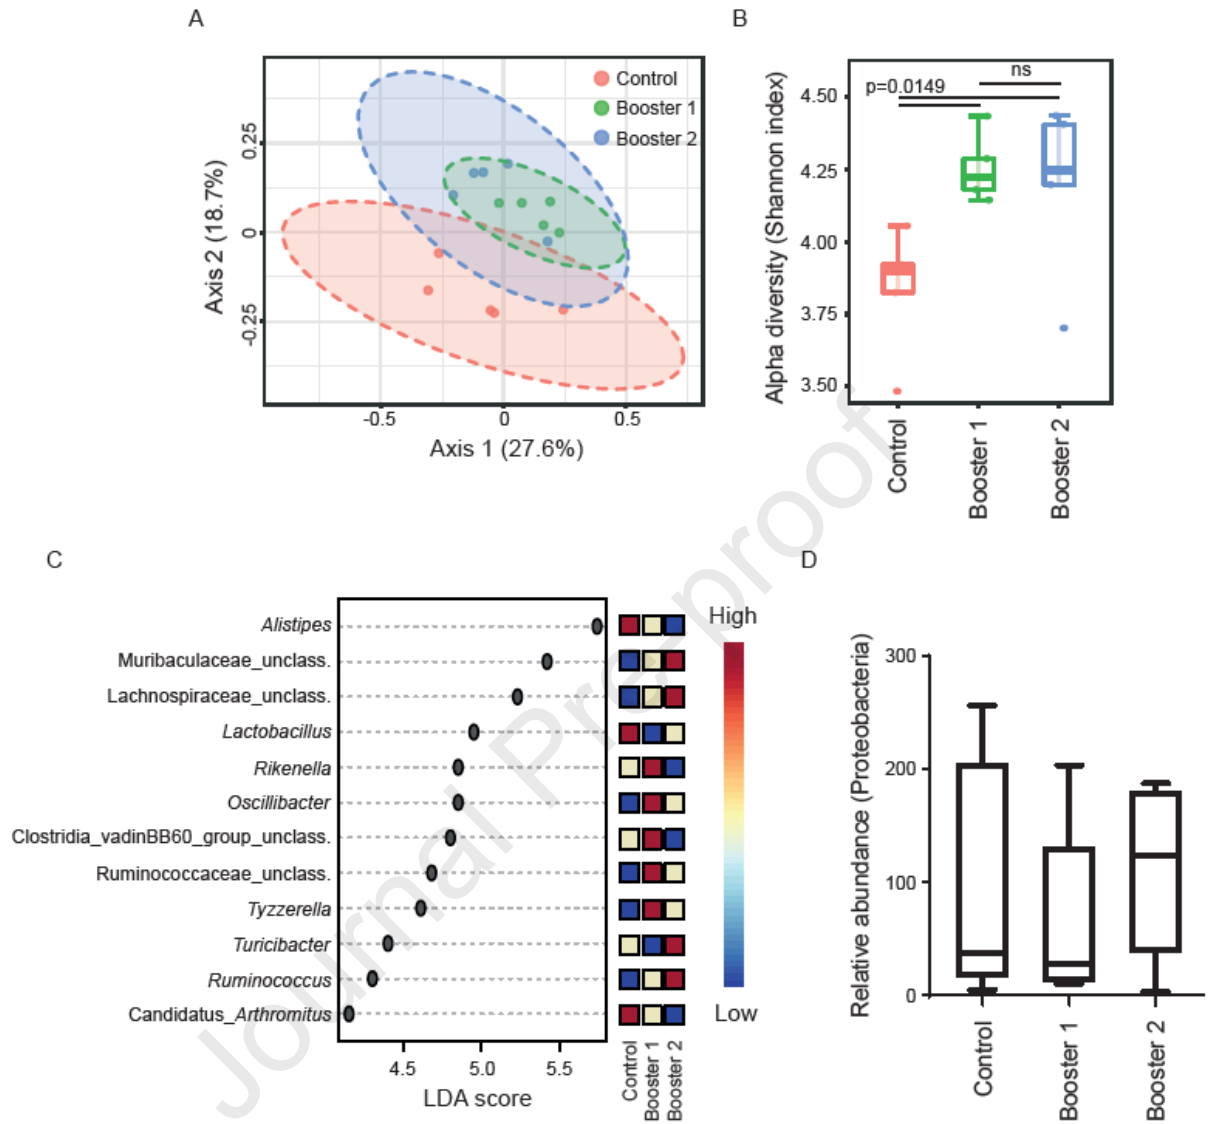 A
Control
Booster 1
Booster 2
0.25
0
-0.25
Axis 2 (18.7%)
-0.5
0
0.5
Axis 1 (27.6%)
B
ns
p=0.0149
4.50
4.25
4.00
3.75
3.50
Alpha diversity (Shannon index)
Control
Booster 1
Booster 2
C
Alistipes
Muribaculaceae_unclass.
Lachnospiraceae_unclass.
Lactobacillus
Rikenella
Oscillibacter
Clostridia_vadinBB60_group_unclass.
Ruminococcaceae_unclass.
Tyzzerella
Turicibacter
Ruminococcus
Candidatus_Arthromitus
4.5
5.0
5.5
LDA score
Control
Booster 1
Booster 2
High
Low
D
300
200
100
0
Relative abundance (Proteobacteria)
Control
Booster 1
Booster 2
Journal Pre-proof